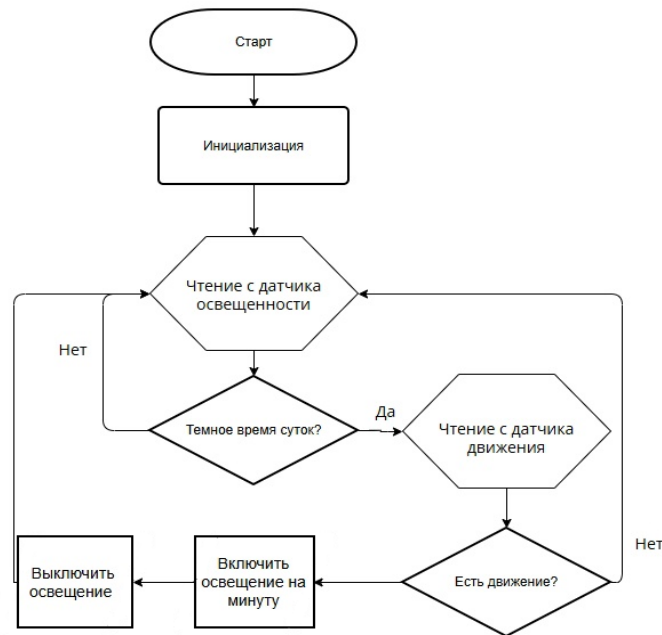 Старт
Инициализация
Чтение с датчика
освещенности
Нет
Темное время суток?
Да
Чтение с датчика
движения
Выключить
освещение
Включить
освещение на
минуту
Есть движение?
Нет